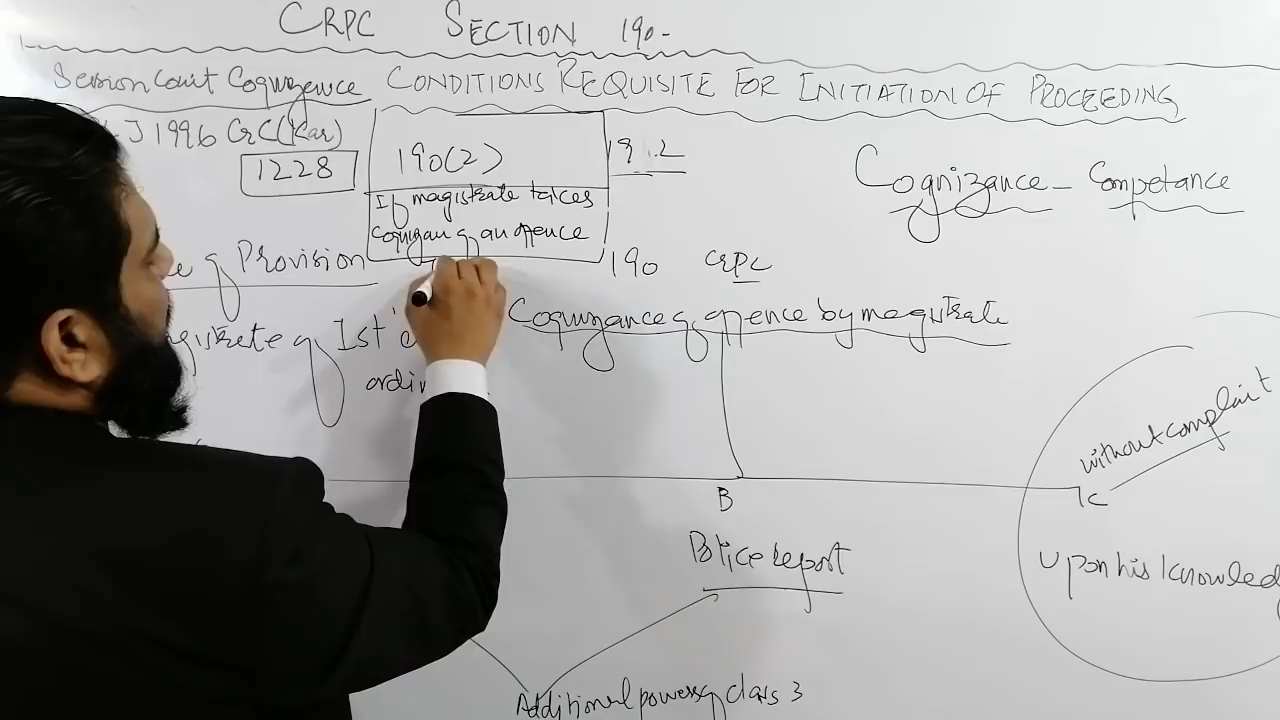 CRPC SECTION 190-
Session Court Cognizance CONDITIONS REQUISITE FOR INITIATION OF PROCEEDING
J 1996 CrC (Kar)
1228
190(2)
If magistrate takes
an offence
Cognizance - Competance
of Provision
190 CRPC
Cognizance of offence by magistrate
of Ist
B
Police report
without complaint
C
Upon his knowled
Additional powers of class 3